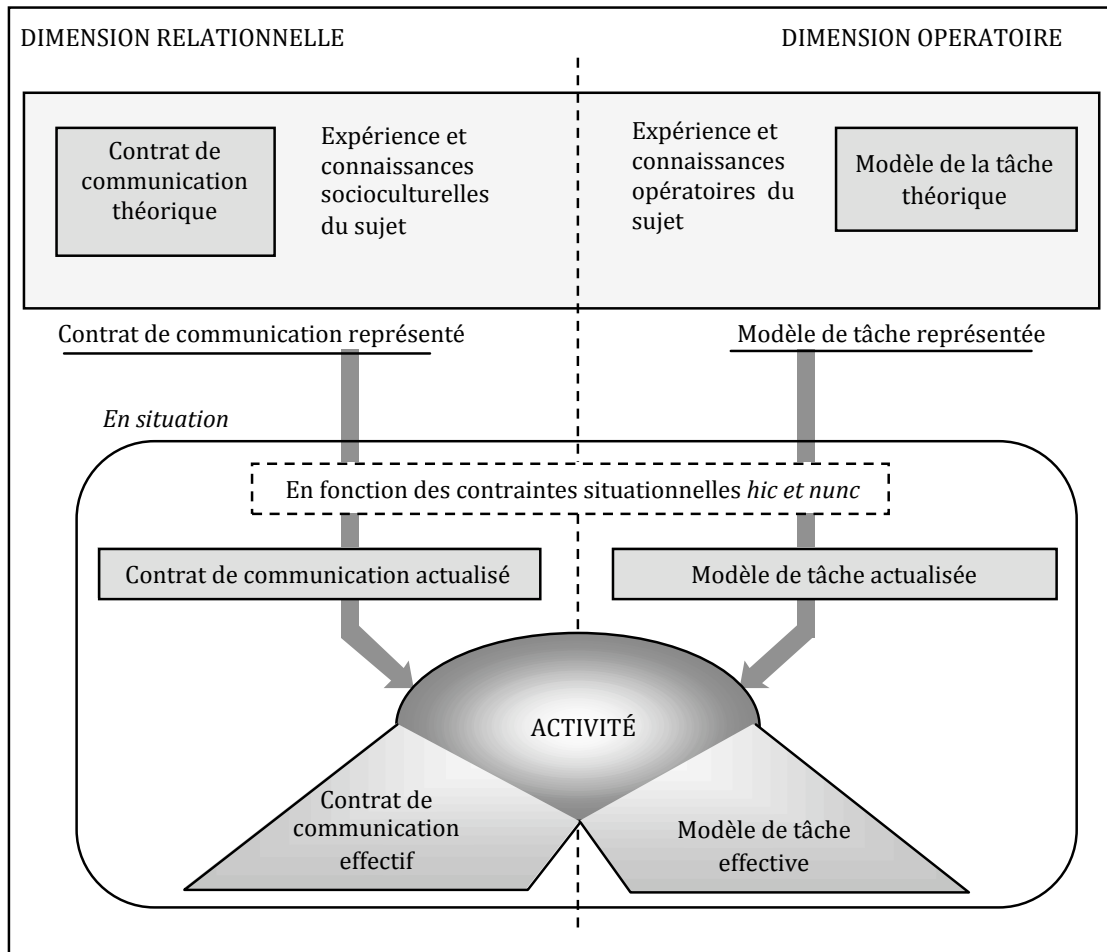 DIMENSION RELATIONNELLE
DIMENSION OPERATOIRE
Contrat de
communication
théorique
Expérience et
connaissances
socioculturelles
du sujet
Expérience et
connaissances
opératoires du
sujet
Modèle de la tâche
théorique
Contrat de communication représenté
Modèle de tâche représentée
En situation
En fonction des contraintes situationnelles hic et nunc
Contrat de communication actualisé
Modèle de tâche actualisée
ACTIVITÉ
Contrat de
communication
effectif
Modèle de tâche
effective